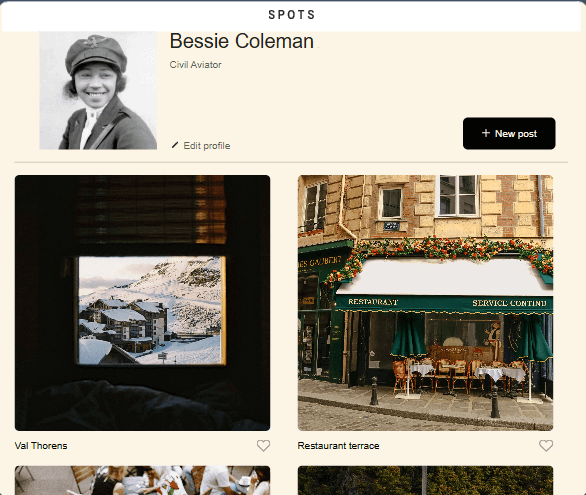 SPOTS
Bessie Coleman
Civil Aviator
Edit profile
New post
RESTAURANT
SERVICE CONTINU
Val Thorens
Restaurant terrace